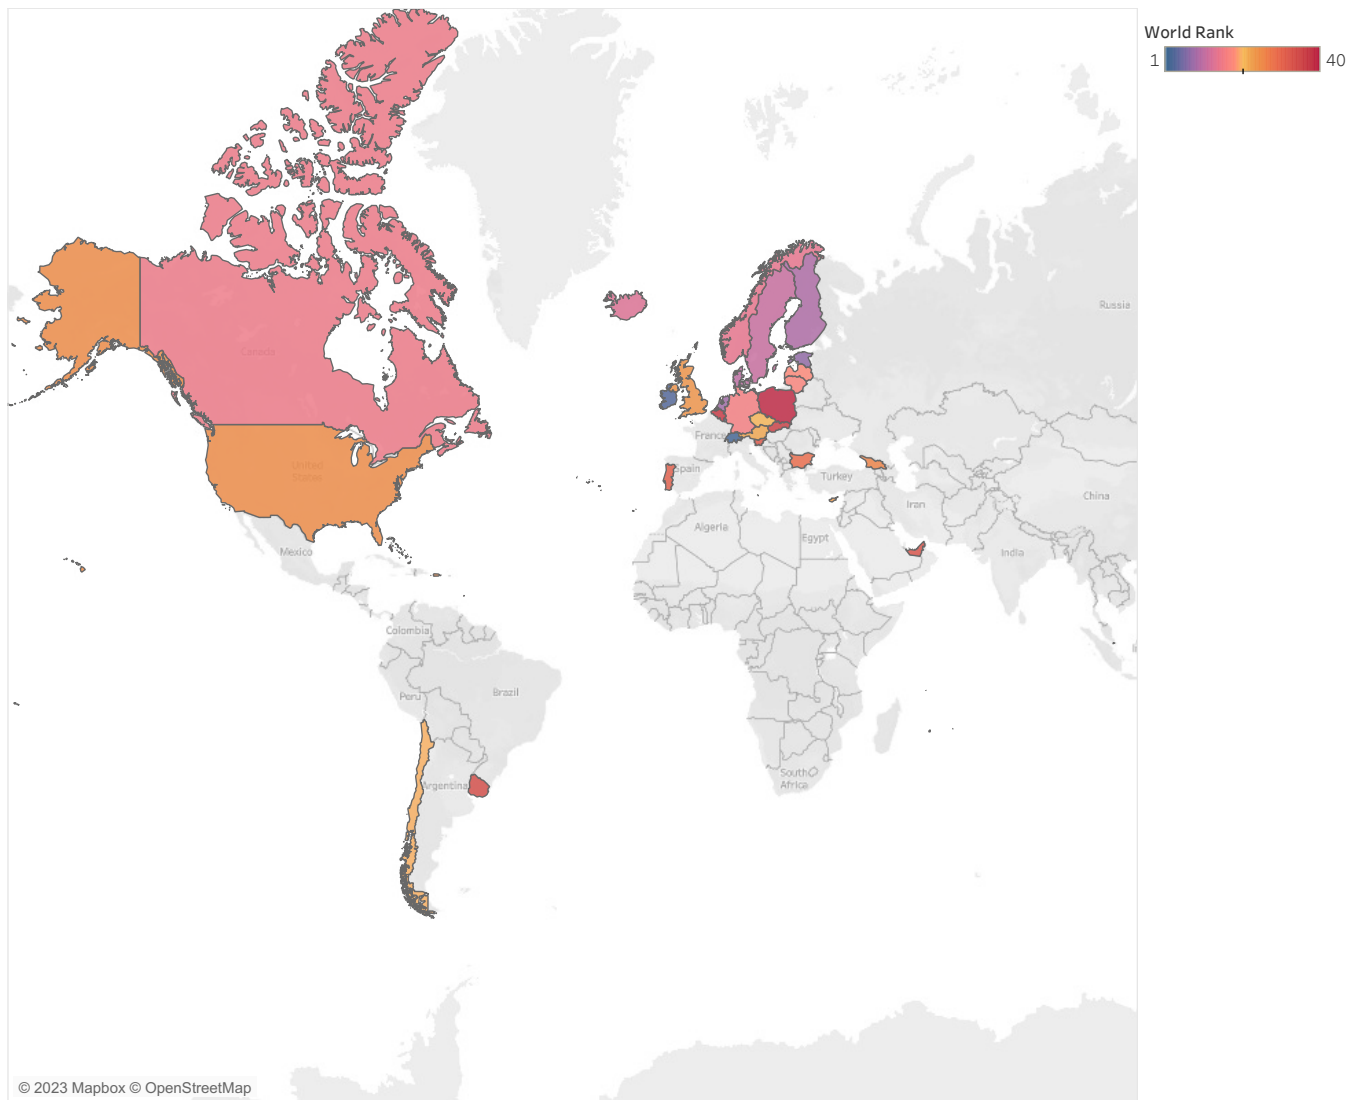 World Rank
1 40
Russia
Canada
France
United
States
Spain
Turkey
China
Iran
Algeria
Egypt
Mexico
India
Colombia
Peru
Brazil
South
Africa
Argentina
© 2023 Mapbox © OpenStreetMap